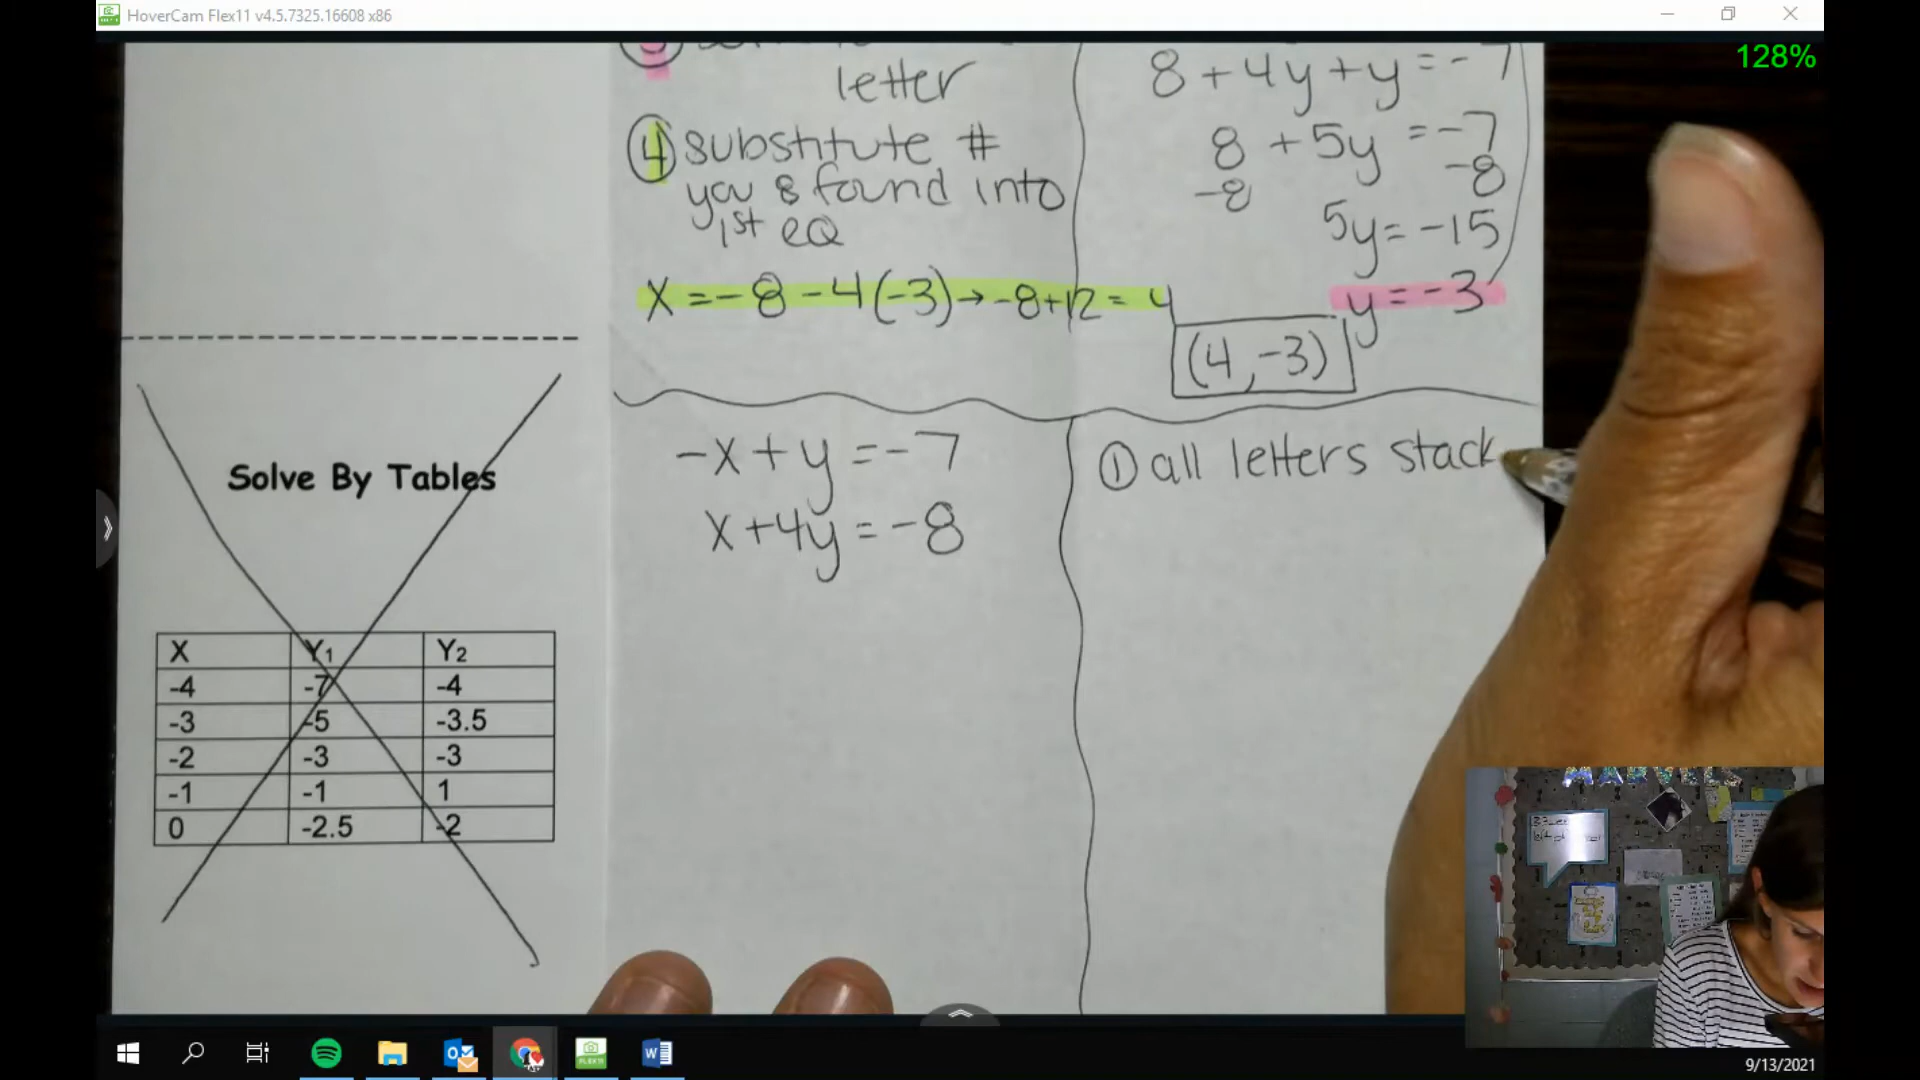 HoverCam Flex11 v4.5.7325.16608 x86
128%
letter
④ substitute #
you & found into
1st eq
x = -8 -4(-3) → -8+12 = 4
8 + 4y + y = -7
8 + 5y = -7
-8 -8
5y = -15
y = -3
(4, -3)
Solve By Tables
X Y₁ Y₂
-4 -7 -4
-3 -5 -3.5
-2 -3 -3
-1 -1 1
0 -2.5 -2
-x + y = -7
x + 4y = -8
① all letters stack
9/13/2021